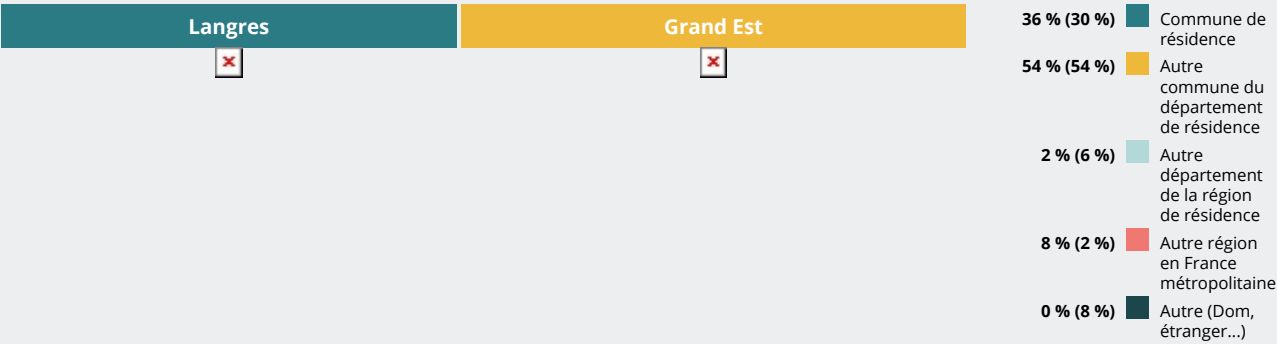 Langres
Grand Est
36 % (30 %) Commune de
résidence
54 % (54 %) Autre
commune du
département
de résidence
2 % (6 %) Autre
département
de la région
de résidence
8 % (2 %) Autre région
en France
métropolitaine
0 % (8 %) Autre (Dom,
étranger...)